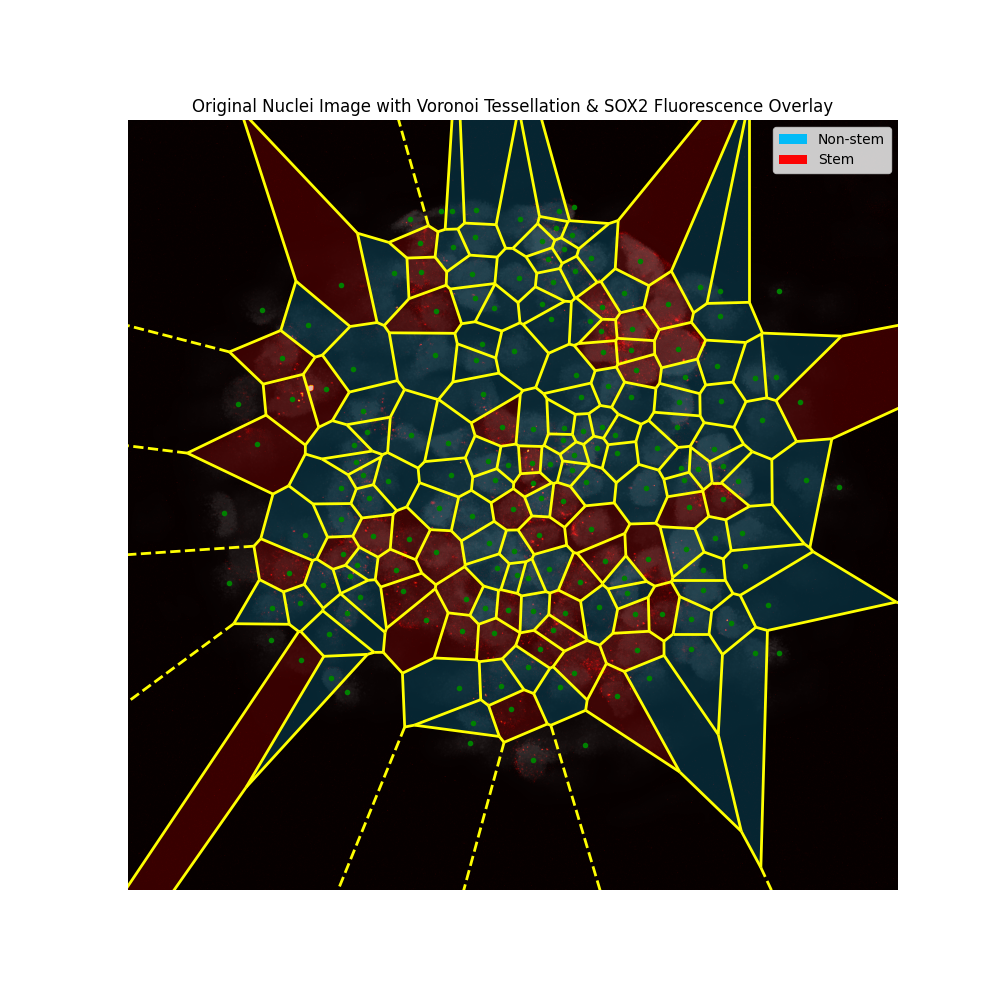 Original Nuclei Image with Voronoi Tessellation & SOX2 Fluorescence Overlay
Non-stem
Stem